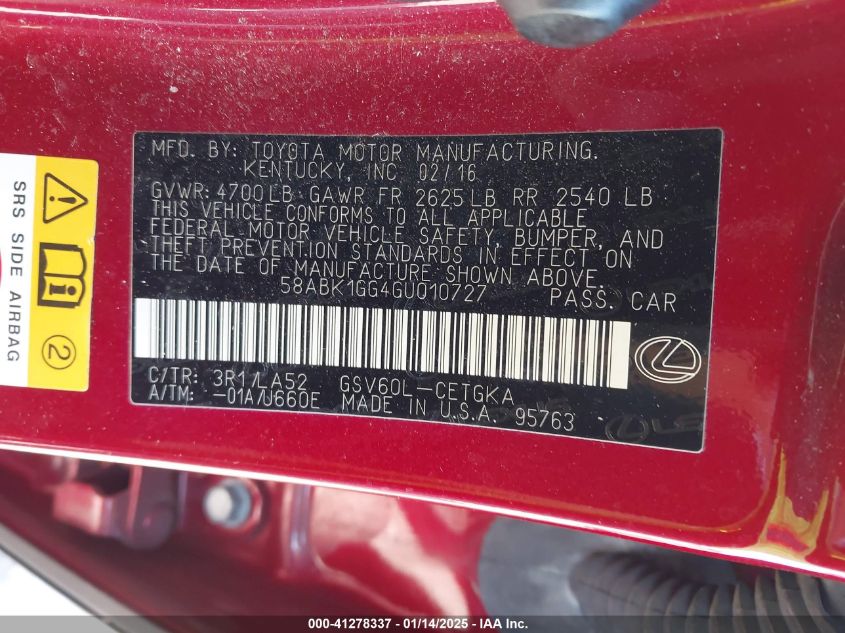 MFD. BY: TOYOTA MOTOR MANUFACTURING.
KENTUCKY, INC 02/16
GVWR: 4700LB GAWR FR 2625LB RR 2540 LB
THIS VEHICLE CONFORMS TO ALL APPLICABLE
FEDERAL MOTOR VEHICLE SAFETY, BUMPER, AND
THEFT PREVENTION STANDARDS IN EFFECT ON
THE DATE OF MANUFACTURE SHOWN ABOVE.
58ABK1GG4GU010727 PASS. CAR
C/TR: 3R17LA52 GSV60L-CETGKA
A/TM: -01A/U660E MADE IN U.S.A. 95763
SRS SIDE AIRBAG
2
000-41278337 - 01/14/2025 - IAA Inc.